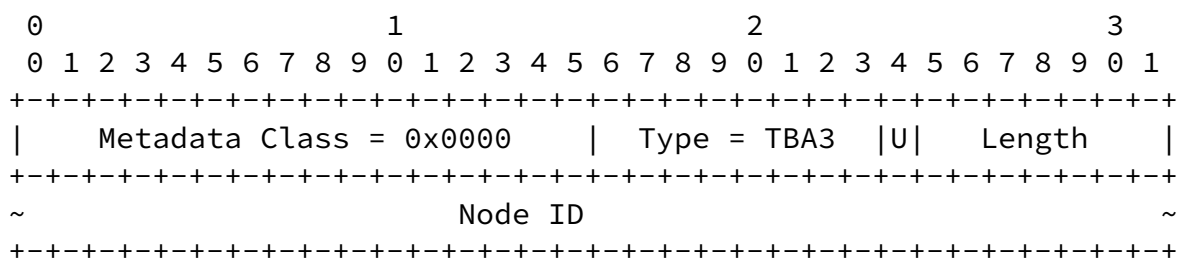 0                   1                   2                   3
 0 1 2 3 4 5 6 7 8 9 0 1 2 3 4 5 6 7 8 9 0 1 2 3 4 5 6 7 8 9 0 1
+-+-+-+-+-+-+-+-+-+-+-+-+-+-+-+-+-+-+-+-+-+-+-+-+-+-+-+-+-+-+-+-+
|    Metadata Class = 0x0000    |  Type = TBA3  |U|   Length    |
+-+-+-+-+-+-+-+-+-+-+-+-+-+-+-+-+-+-+-+-+-+-+-+-+-+-+-+-+-+-+-+-+
~                        Node ID                                ~
+-+-+-+-+-+-+-+-+-+-+-+-+-+-+-+-+-+-+-+-+-+-+-+-+-+-+-+-+-+-+-+-+